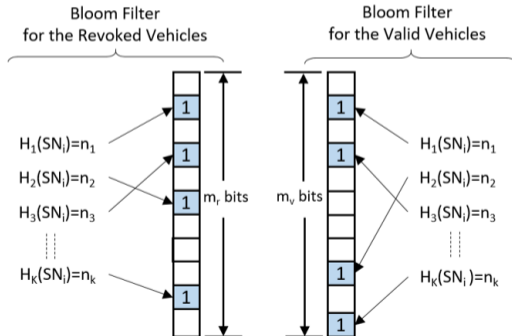 Bloom Filter
for the Revoked Vehicles
H₁(SNᵢ)=n₁
H₂(SNᵢ)=n₂
H₃(SNᵢ)=n₃
Hₖ(SNᵢ)=nₖ
1
1
1
1
mᵣ bits
Bloom Filter
for the Valid Vehicles
mᵥ bits
1
1
1
1
H₁(SNᵢ)=n₁
H₂(SNᵢ)=n₂
H₃(SNᵢ)=n₃
Hₖ(SNᵢ)=nₖ